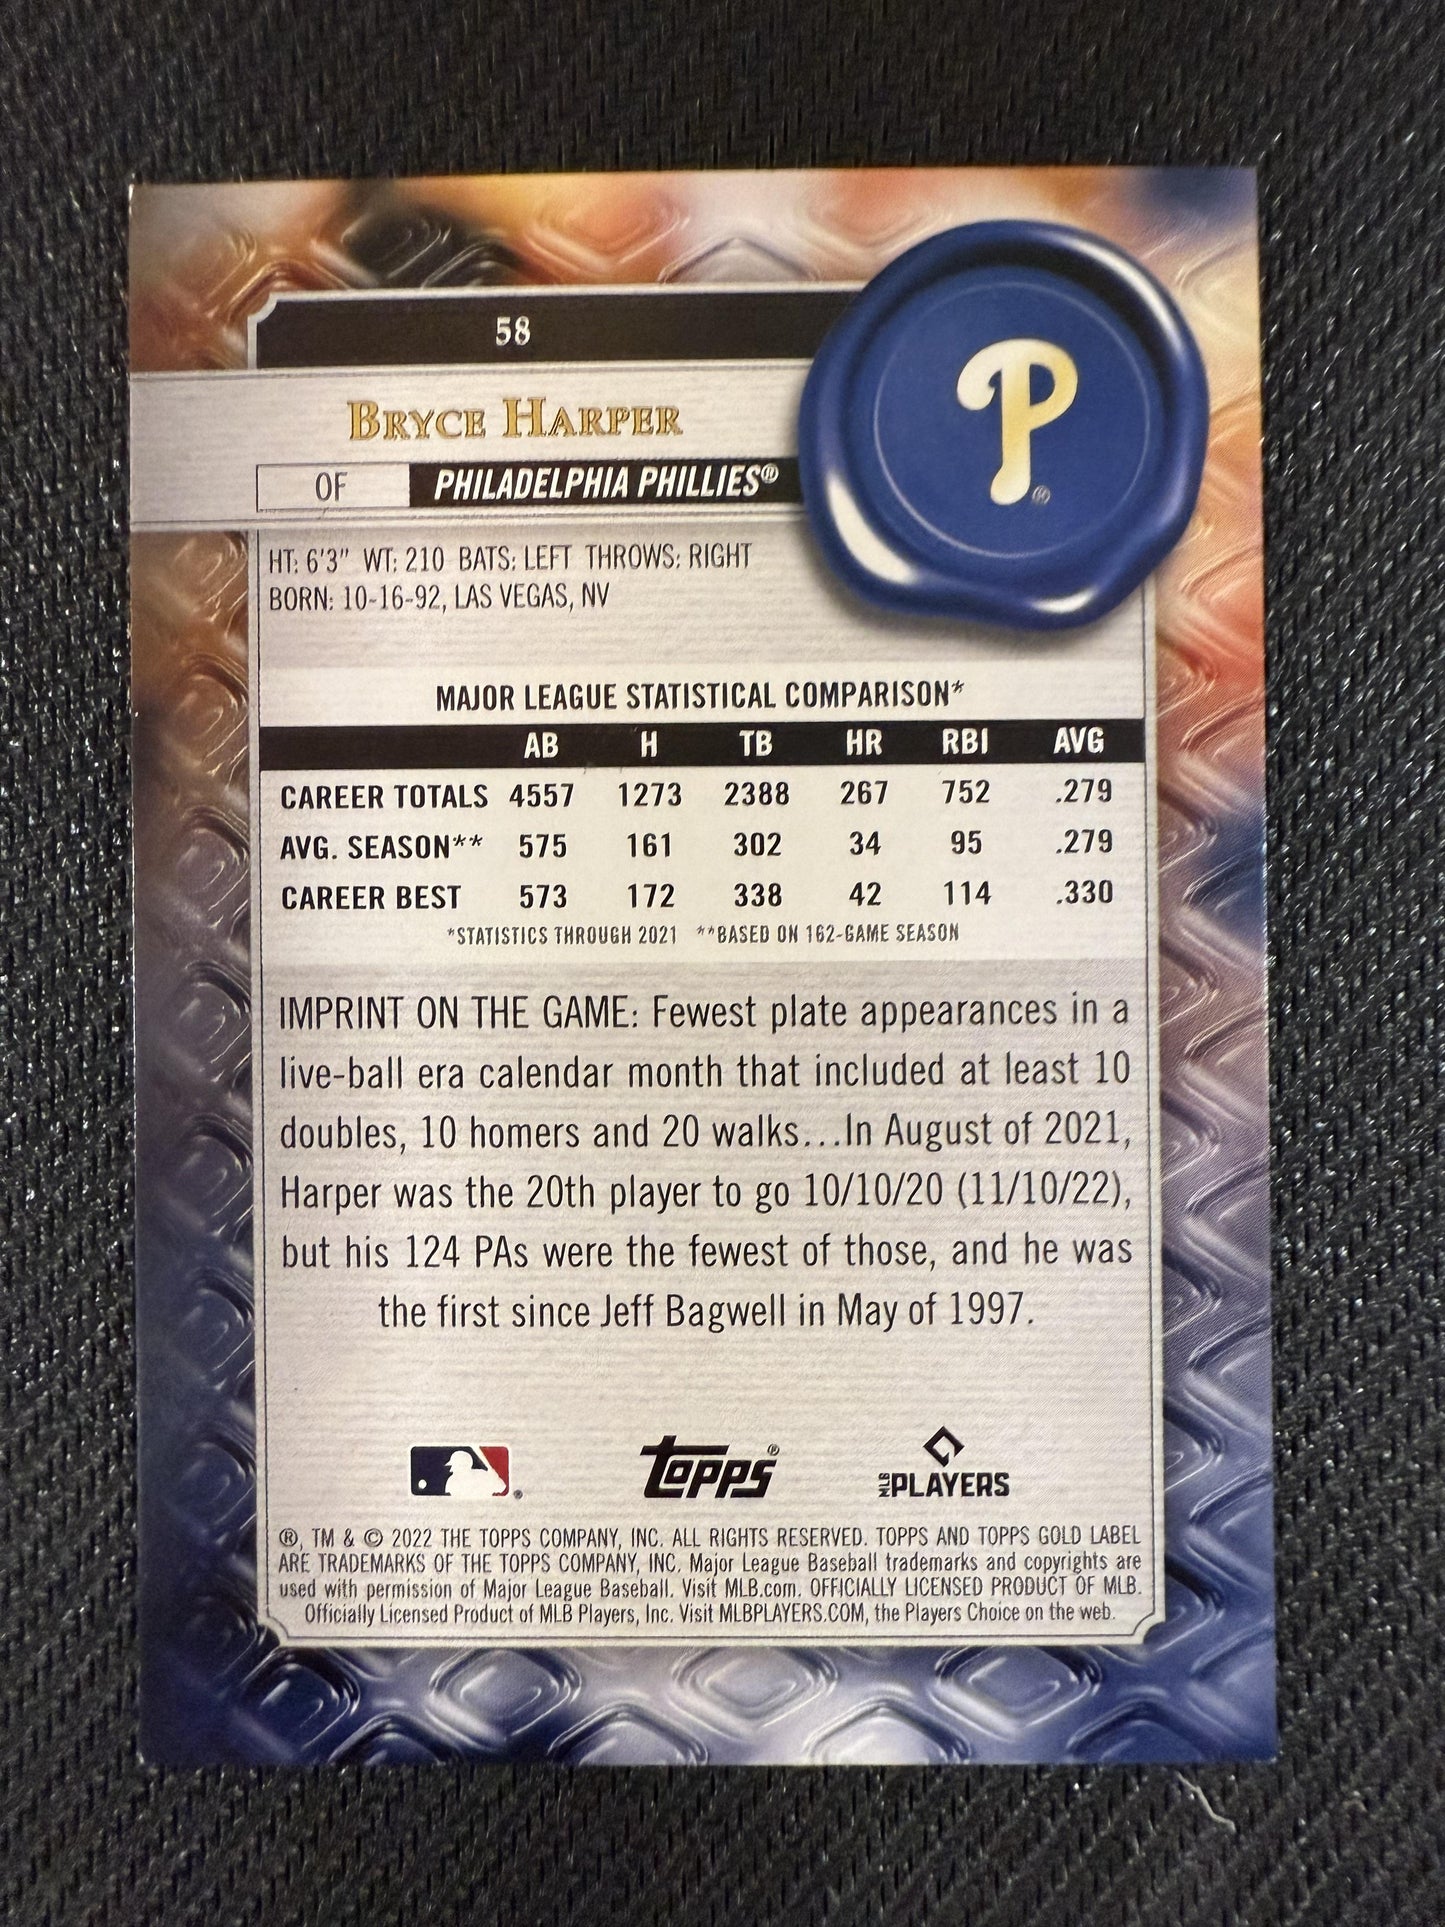 58
P®
BRYCE HARPER
OF PHILADELPHIA PHILLIES®
HT: 6'3" WT: 210 BATS: LEFT THROWS: RIGHT
BORN: 10-16-92, LAS VEGAS, NV
MAJOR LEAGUE STATISTICAL COMPARISON*
AB H TB HR RBI AVG
CAREER TOTALS 4557 1273 2388 267 752 .279
AVG. SEASON** 575 161 302 34 95 .279
CAREER BEST 573 172 338 42 114 .330
*STATISTICS THROUGH 2021 **BASED ON 162-GAME SEASON
IMPRINT ON THE GAME: Fewest plate appearances in a
live-ball era calendar month that included at least 10
doubles, 10 homers and 20 walks...In August of 2021,
Harper was the 20th player to go 10/10/20 (11/10/22),
but his 124 PAs were the fewest of those, and he was
the first since Jeff Bagwell in May of 1997.
®
Topps®
MLB PLAYERS
®, TM & © 2022 THE TOPPS COMPANY, INC. ALL RIGHTS RESERVED. TOPPS AND TOPPS GOLD LABEL
ARE TRADEMARKS OF THE TOPPS COMPANY, INC. Major League Baseball trademarks and copyrights are
used with permission of Major League Baseball. Visit MLB.com. OFFICIALLY LICENSED PRODUCT OF MLB.
Officially Licensed Product of MLB Players, Inc. Visit MLBPLAYERS.COM, the Players Choice on the web.